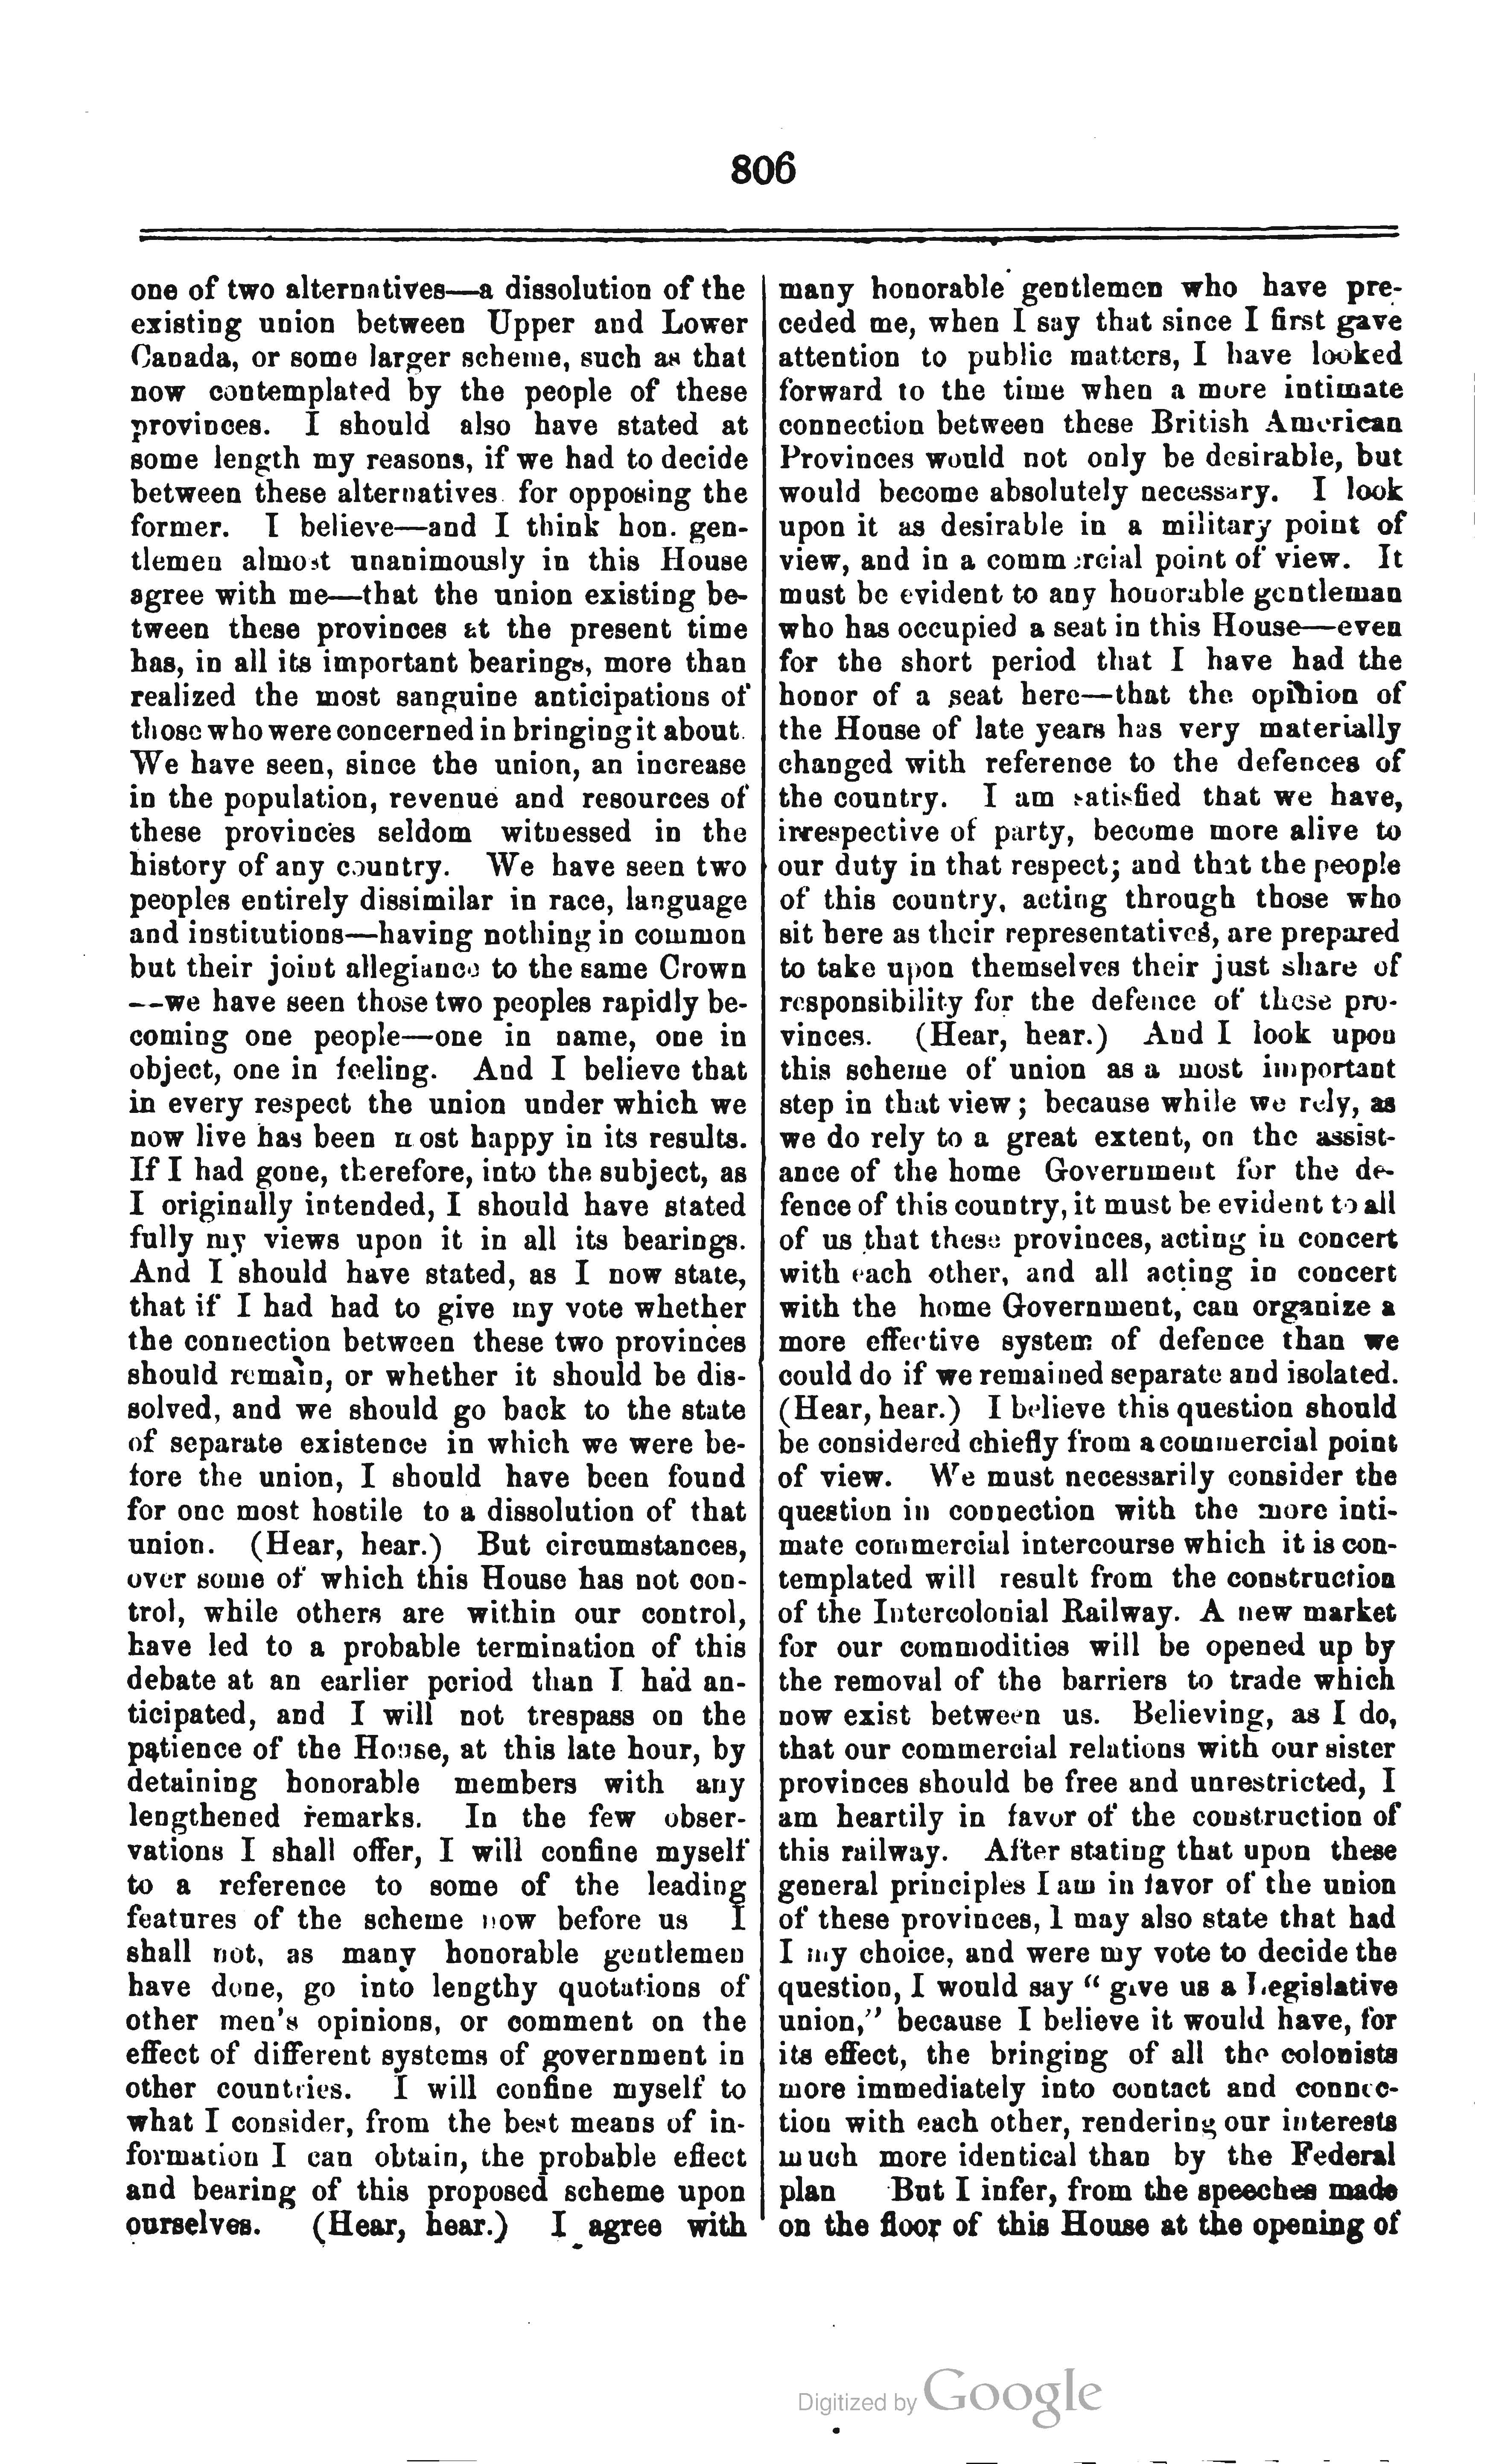 806
one of two alternatives—a dissolution of the
existing union between Upper and Lower
Canada, or some larger scheme, such as that
now contemplated by the people of these
provinces. I should also have stated at
some length my reasons, if we had to decide
between these alternatives for opposing the
former. I believe—and I think hon. gen-
tlemen almost unanimously in this House
agree with me—that the union existing be-
tween these provinces at the present time
has, in all its important bearings, more than
realized the most sanguine anticipations of
those who were concerned in bringing it about.
We have seen, since the union, an increase
in the population, revenue and resources of
these provinces seldom witnessed in the
history of any country. We have seen two
peoples entirely dissimilar in race, language
and institutions—having nothing in common
but their joint allegiance to the same Crown
—we have seen those two peoples rapidly be-
coming one people—one in name, one in
object, one in feeling. And I believe that
in every respect the union under which we
now live has been most happy in its results.
If I had gone, therefore, into the subject, as
I originally intended, I should have stated
fully my views upon it in all its bearings.
And I should have stated, as I now state,
that if I had had to give my vote whether
the connection between these two provinces
should remain, or whether it should be dis-
solved, and we should go back to the state
of separate existence in which we were be-
fore the union, I should have been found
for one most hostile to a dissolution of that
union. (Hear, hear.) But circumstances,
over some of which this House has not con-
trol, while others are within our control,
have led to a probable termination of this
debate at an earlier period than I had an-
ticipated, and I will not trespass on the
patience of the House, at this late hour, by
detaining honorable members with any
lengthened remarks. In the few obser-
vations I shall offer, I will confine myself
to a reference to some of the leading
features of the scheme now before us I
shall not, as many honorable gentlemen
have done, go into lengthy quotations of
other men's opinions, or comment on the
effect of different systems of government in
other countries. I will confine myself to
what I consider, from the best means of in-
formation I can obtain, the probable effect
and bearing of this proposed scheme upon
ourselves. (Hear, hear.) I agree with
many honorable gentlemen who have pre-
ceded me, when I say that since I first gave
attention to public matters, I have looked
forward to the time when a more intimate
connection between these British American
Provinces would not only be desirable, but
would become absolutely necessary. I look
upon it as desirable in a military point of
view, and in a commercial point of view. It
must be evident to any honorable gentleman
who has occupied a seat in this House—even
for the short period that I have had the
honor of a seat here—that the opinion of
the House of late years has very materially
changed with reference to the defences of
the country. I am satisfied that we have,
irrespective of party, become more alive to
our duty in that respect; and that the people
of this country, acting through those who
sit here as their representatives, are prepared
to take upon themselves their just share of
responsibility for the defence of these pro-
vinces. (Hear, hear.) And I look upon
this scheme of union as a most important
step in that view; because while we rely, as
we do rely to a great extent, on the assist-
ance of the home Government for the de-
fence of this country, it must be evident to all
of us that these provinces, acting in concert
with each other, and all acting in concert
with the home Government, can organize a
more effective system of defence than we
could do if we remained separate and isolated.
(Hear, hear.) I believe this question should
be considered chiefly from a commercial point
of view. We must necessarily consider the
question in connection with the more inti-
mate commercial intercourse which it is con-
templated will result from the construction
of the Intercolonial Railway. A new market
for our commodities will be opened up by
the removal of the barriers to trade which
now exist between us. Believing, as I do,
that our commercial relations with our sister
provinces should be free and unrestricted, I
am heartily in favor of the construction of
this railway. After stating that upon these
general principles I am in favor of the union
of these provinces, I may also state that had
I my choice, and were my vote to decide the
question, I would say "give us a Legislative
union," because I believe it would have, for
its effect, the bringing of all the colonists
more immediately into contact and connec-
tion with each other, rendering our interests
much more identical than by the Federal
plan But I infer, from the speeches made
on the floor of this House at the opening of
Digitized by Google